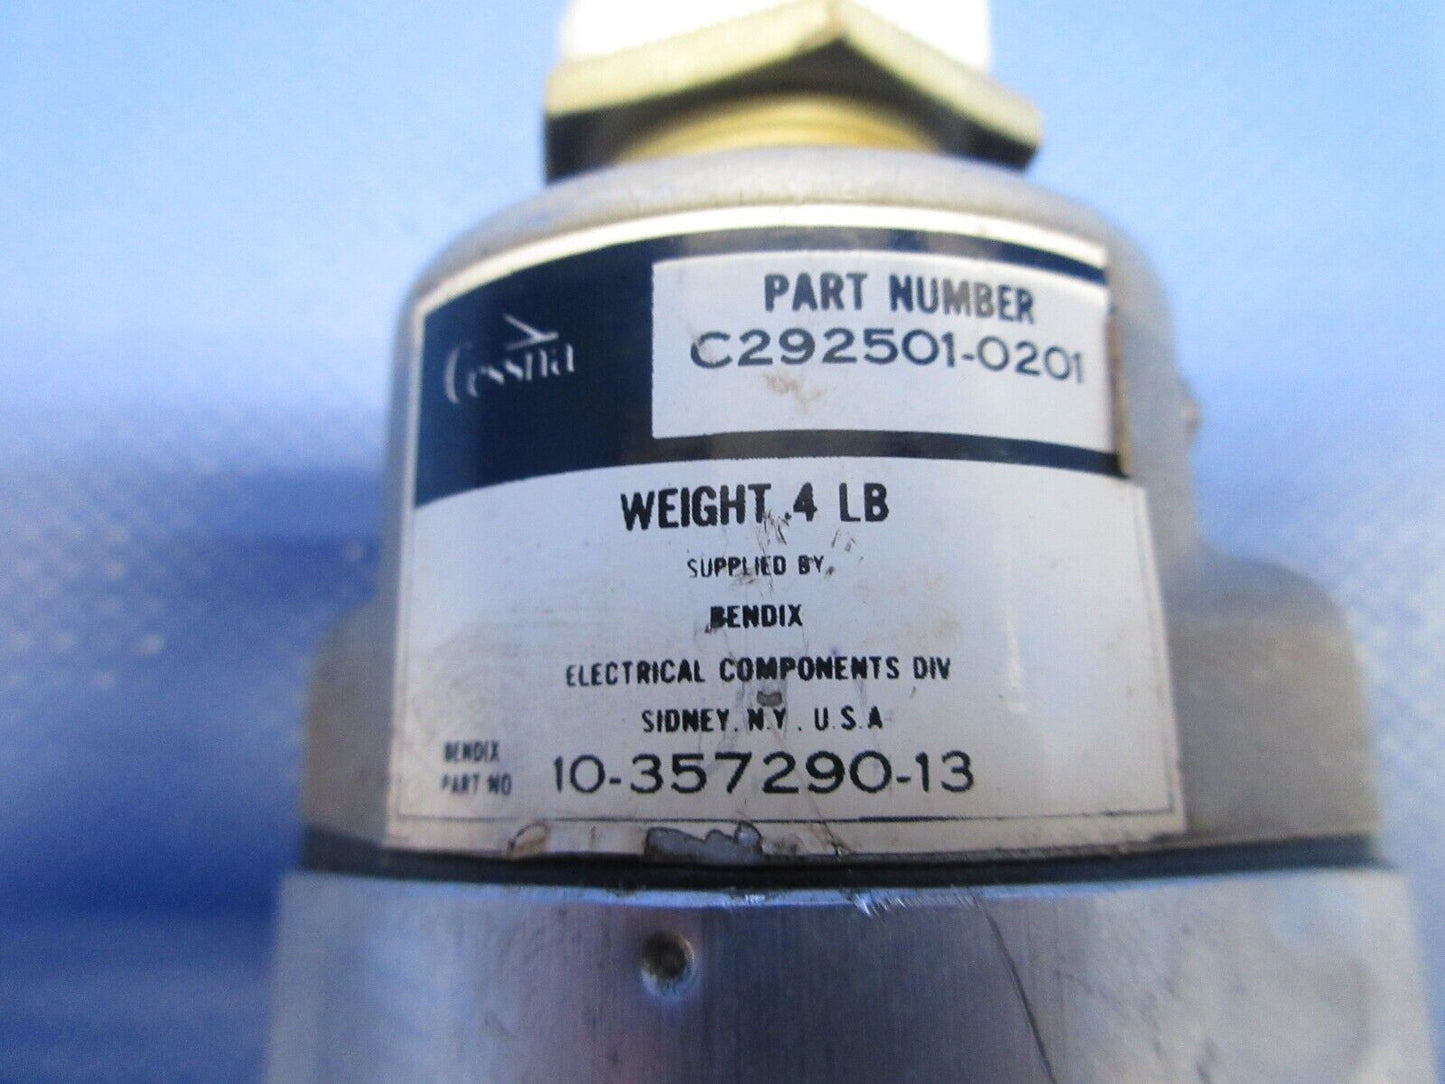 Cessna
PART NUMBER
C292501-0201
WEIGHT .4 LB
SUPPLIED BY
BENDIX
ELECTRICAL COMPONENTS DIV
SIDNEY, N.Y. U.S.A
BENDIX
PART NO 10-357290-13